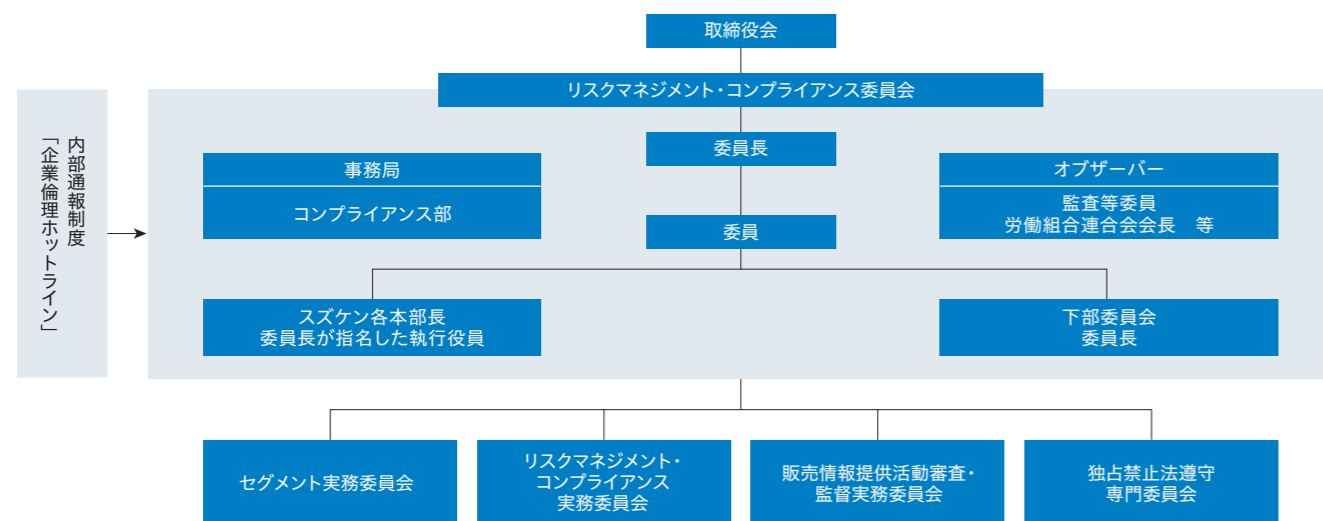 取締役会
リスクマネジメント・コンプライアンス委員会
内部通報制度
「企業倫理ホットライン」
委員長
事務局
コンプライアンス部
オブザーバー
監査等委員
労働組合連合会会長　等
委員
スズケン各本部長
委員長が指名した執行役員
下部委員会
委員長
セグメント実務委員会
リスクマネジメント・
コンプライアンス
実務委員会
販売情報提供活動審査・
監督実務委員会
独占禁止法遵守
専門委員会